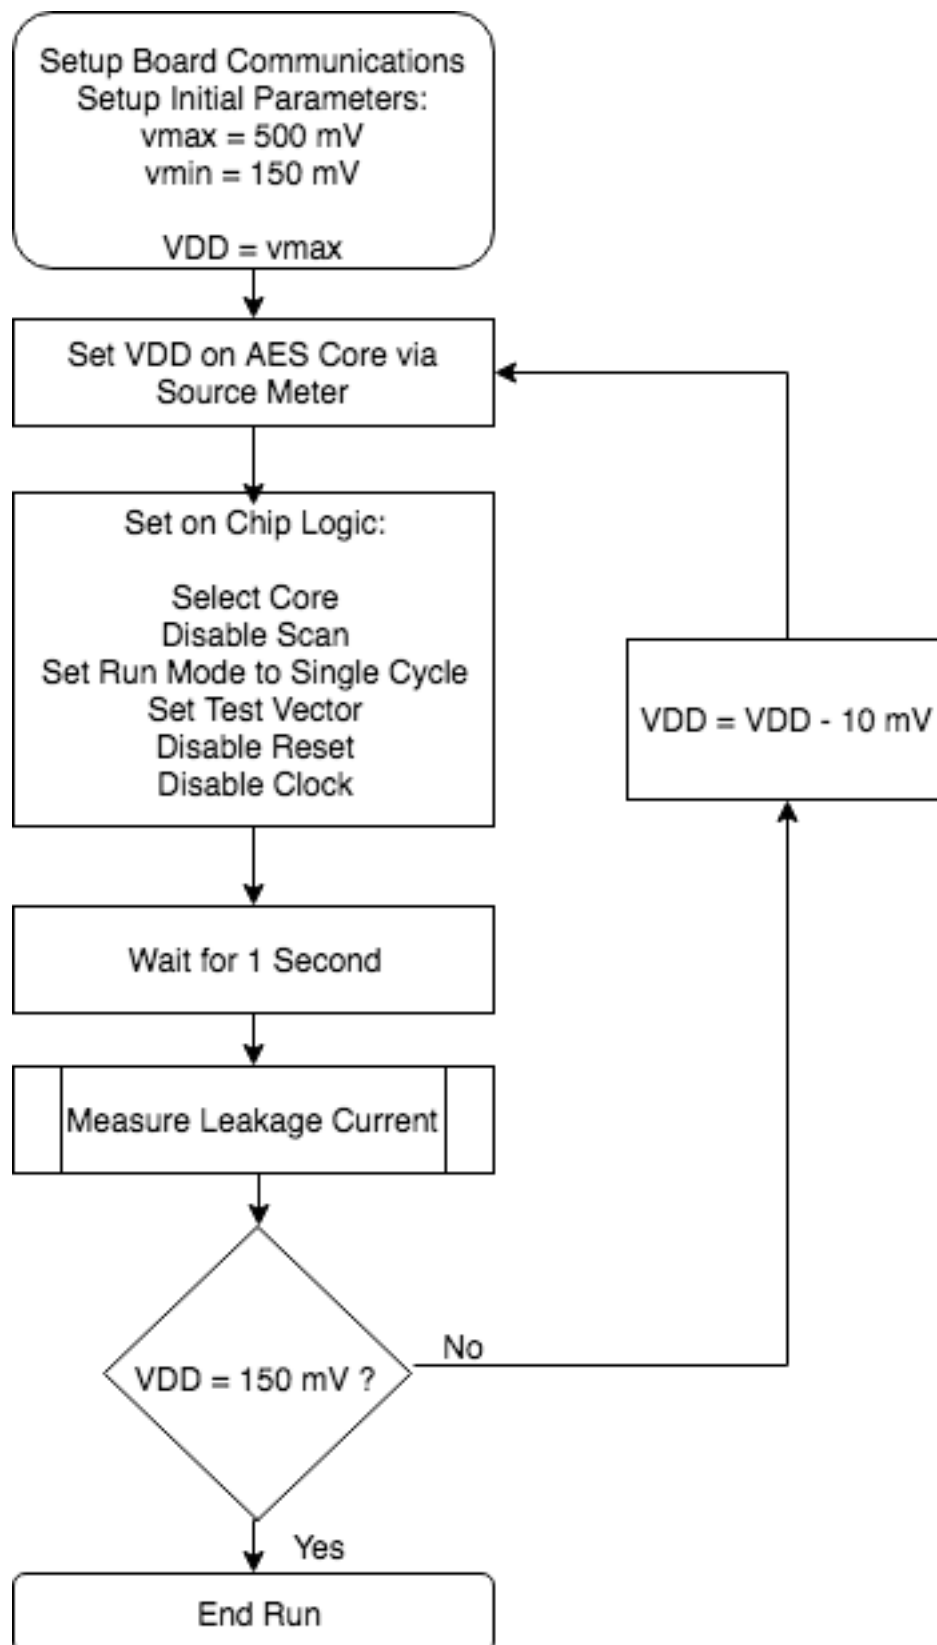 Setup Board Communications
Setup Initial Parameters:
vmax = 500 mV
vmin = 150 mV
VDD = vmax
Set VDD on AES Core via
Source Meter
Set on Chip Logic:
Select Core
Disable Scan
Set Run Mode to Single Cycle
Set Test Vector
Disable Reset
Disable Clock
VDD = VDD - 10 mV
Wait for 1 Second
Measure Leakage Current
VDD = 150 mV ?
No
Yes
End Run